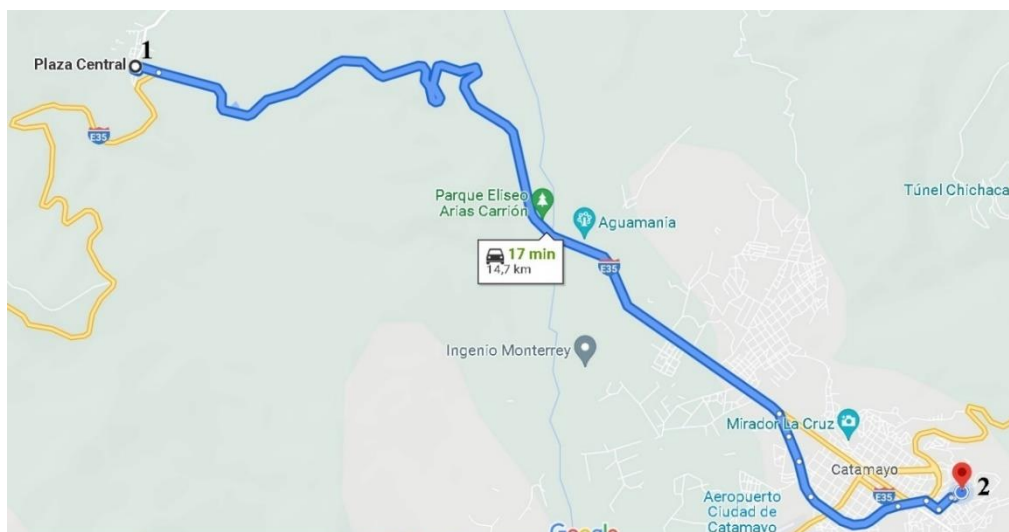 1
Plaza Central
E35
Parque Eliseo
Arias Carrión
Aguamania
Túnel Chichaca
17 min
14,7 km
E35
Ingenio Monterrey
Mirador La Cruz
Catamayo
2
E35
Aeropuerto
Ciudad de
Catamayo
Google